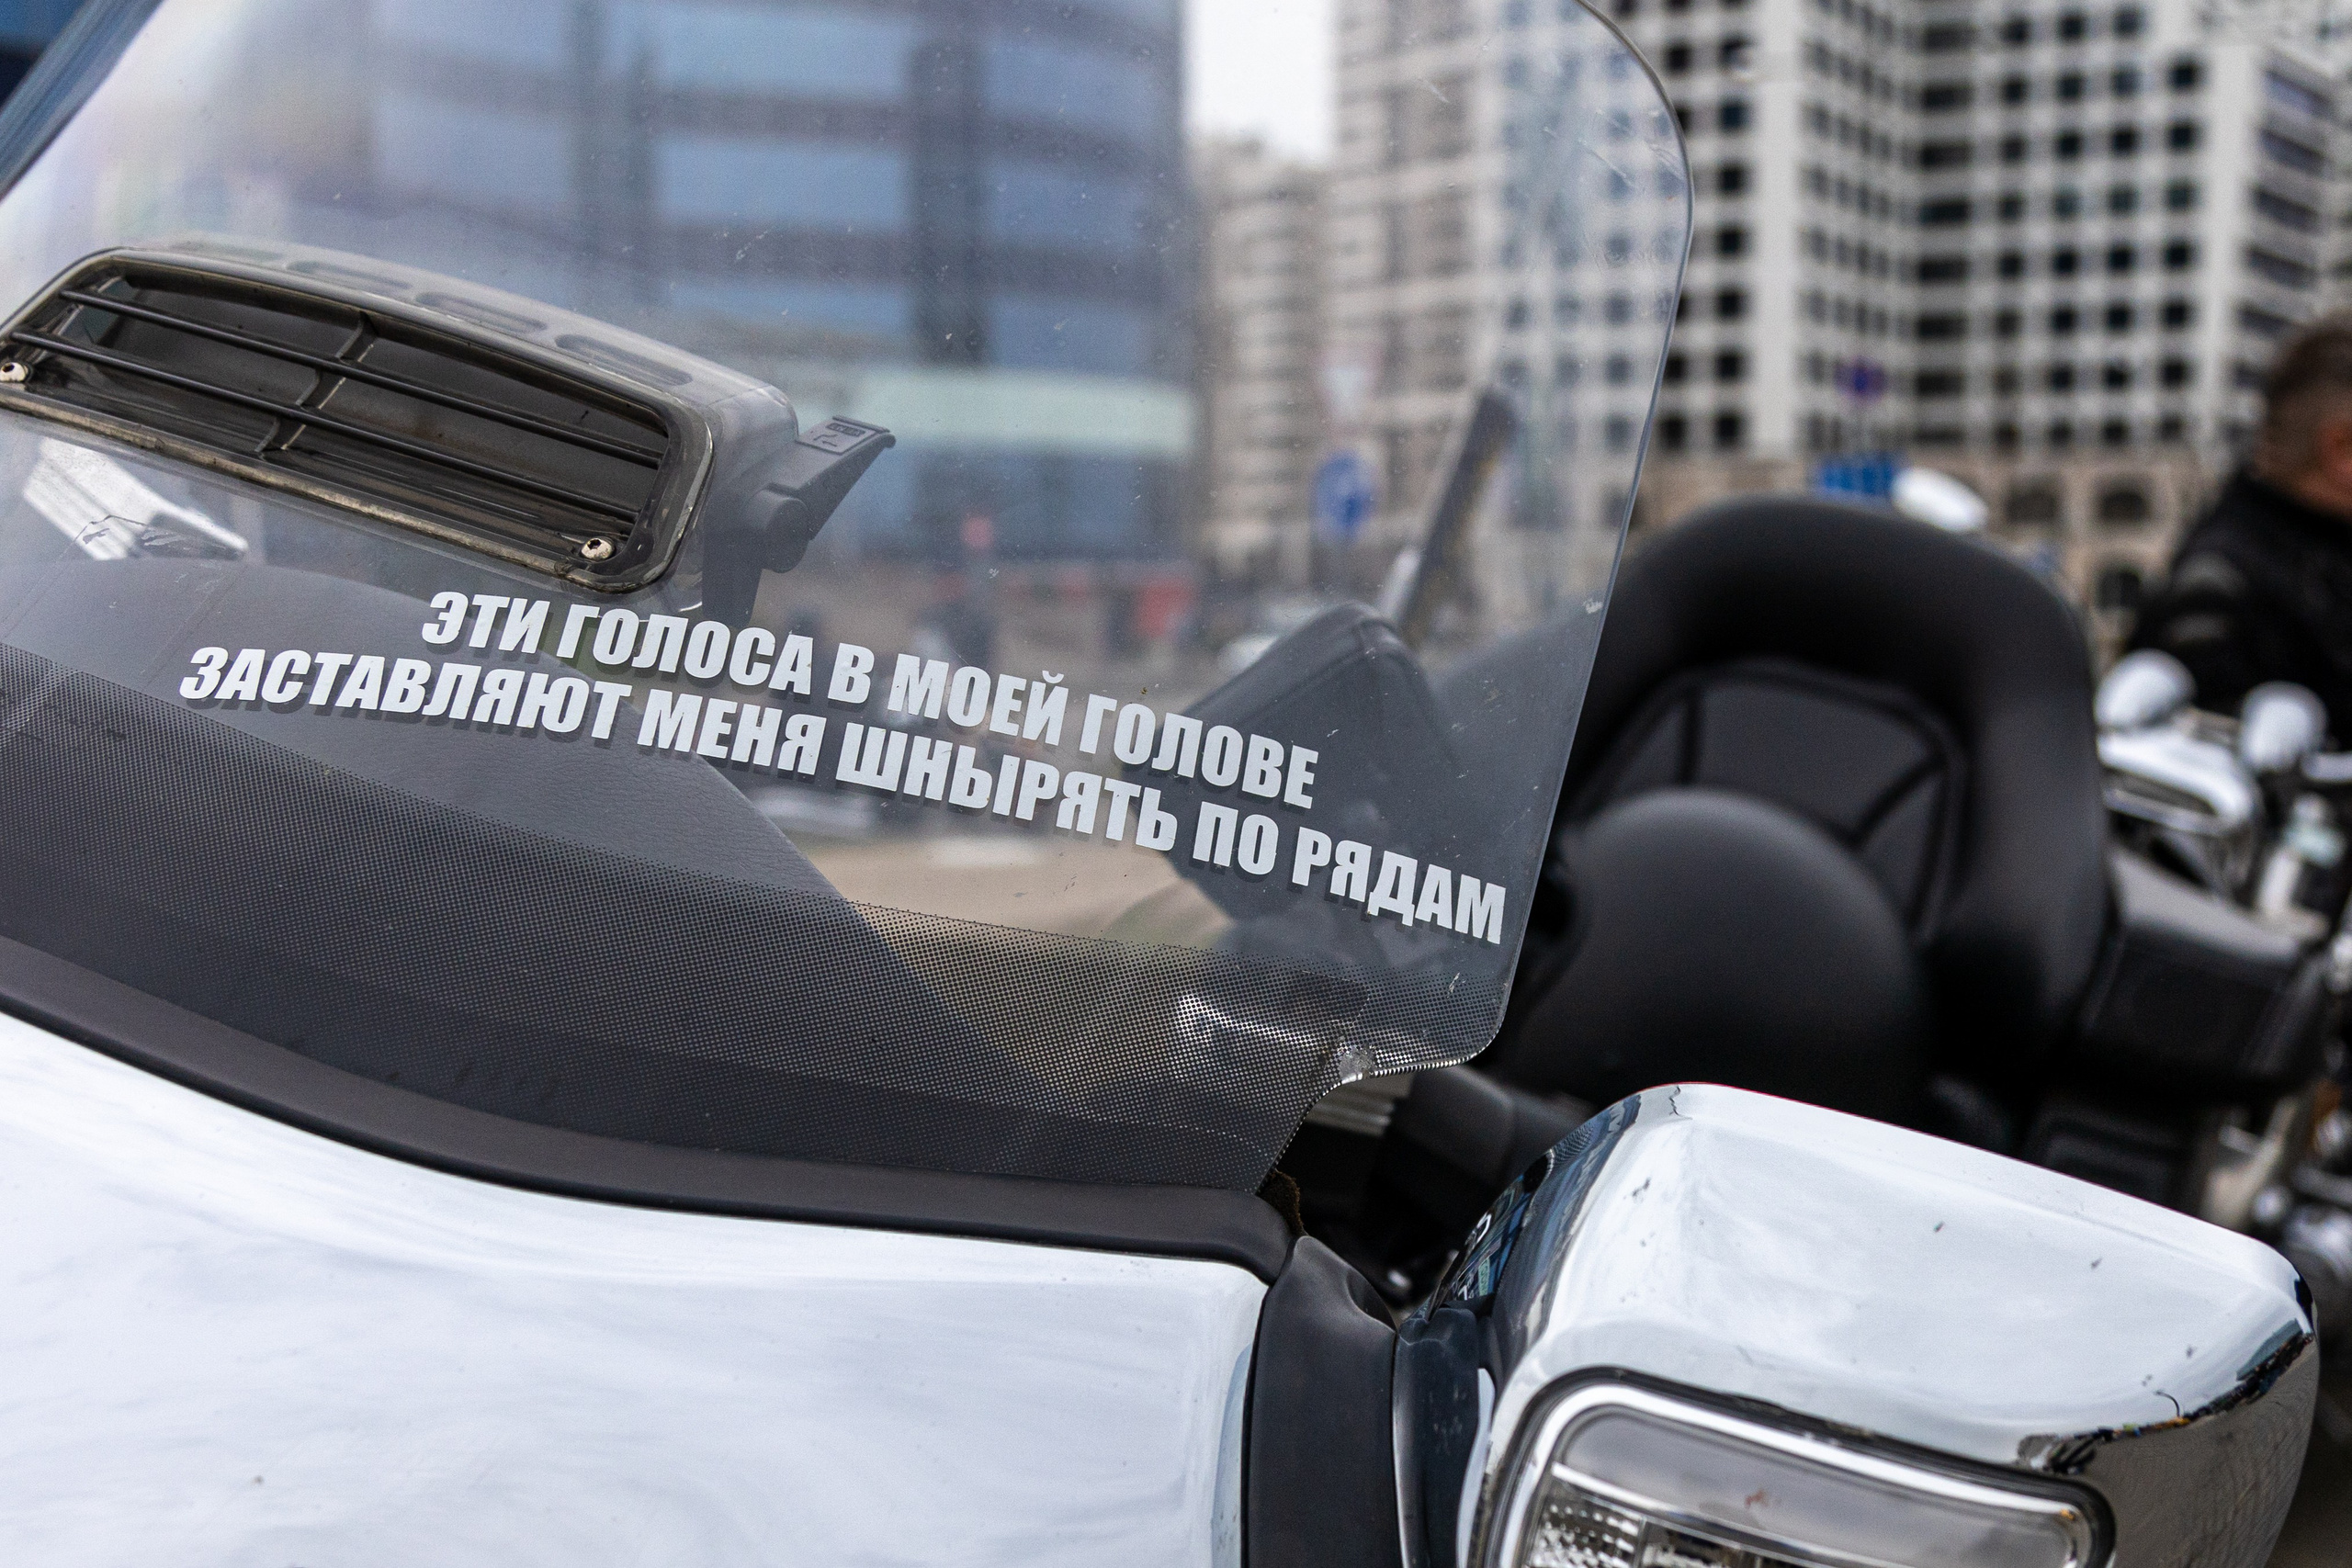 ЭТИ ГОЛОСА В МОЕЙ ГОЛОВЕ
ЗАСТАВЛЯЮТ МЕНЯ ШНЫРЯТЬ ПО РЯДАМ